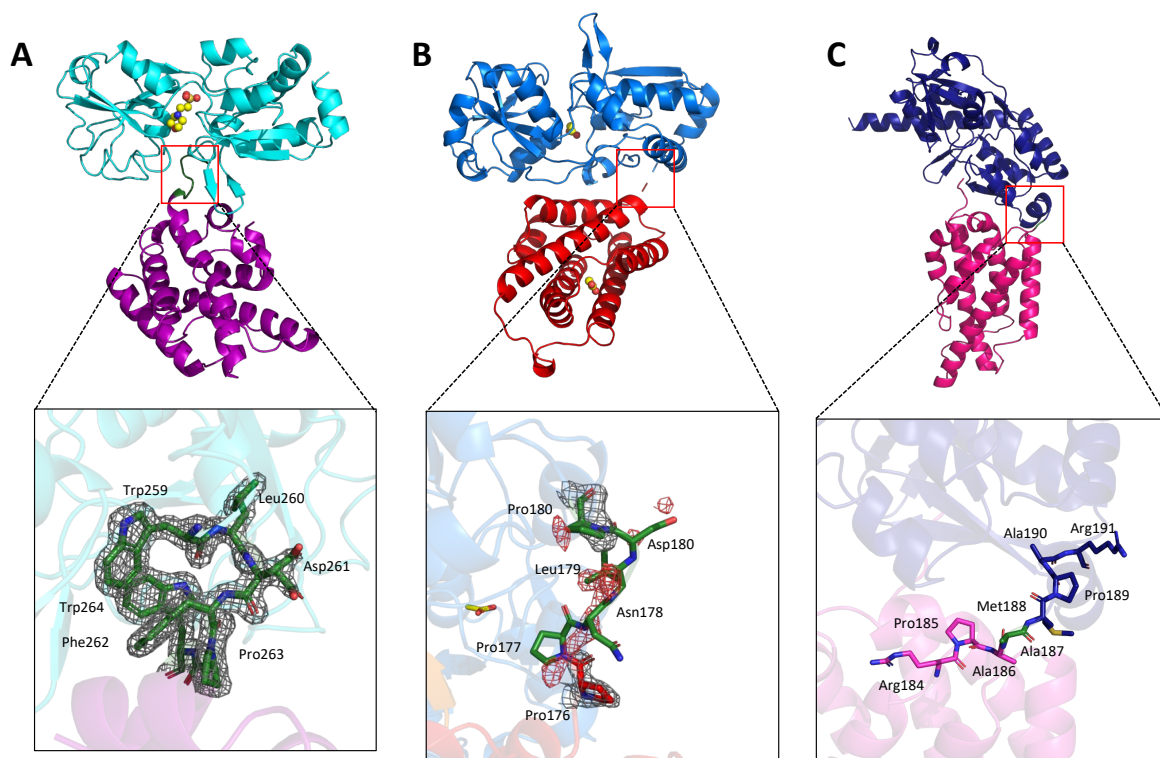 A
B
C
Trp259
Leu260
Asp261
Trp264
Phe262
Pro263
Pro180
Asp180
Leu179
Asn178
Pro177
Pro176
Ala190
Arg191
Met188
Pro189
Pro185
Ala187
Ala186
Arg184